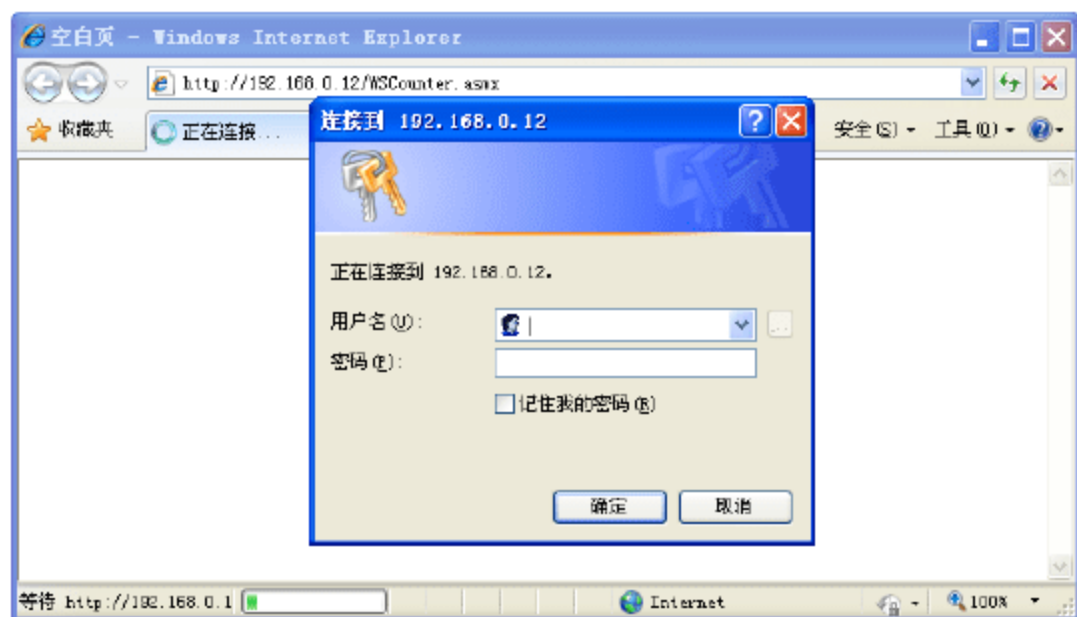 空白页 - Windows Internet Explorer
http://192.168.0.12/WSCounter.asmx
收藏夹
正在连接...
安全(S)
工具(O)
连接到 192.168.0.12
正在连接到 192.168.0.12。
用户名(U):
密码(P):
记住我的密码(R)
确定
取消
等待 http://192.168.0.1
Internet
100%